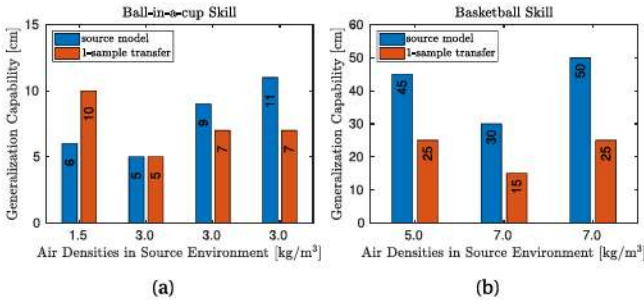 Ball-in-a-cup Skill
(a)
Generalization Capability [cm]
15
10
5
0
source model
1-sample transfer
6
10
5
5
9
7
11
7
1.5
3.0
3.0
3.0
Air Densities in Source Environment [kg/m³]
(a)
Basketball Skill
Generalization Capability [cm]
60
50
40
30
20
10
0
source model
1-sample transfer
45
25
30
15
50
25
5.0
7.0
7.0
Air Densities in Source Environment [kg/m³]
(b)
(b)